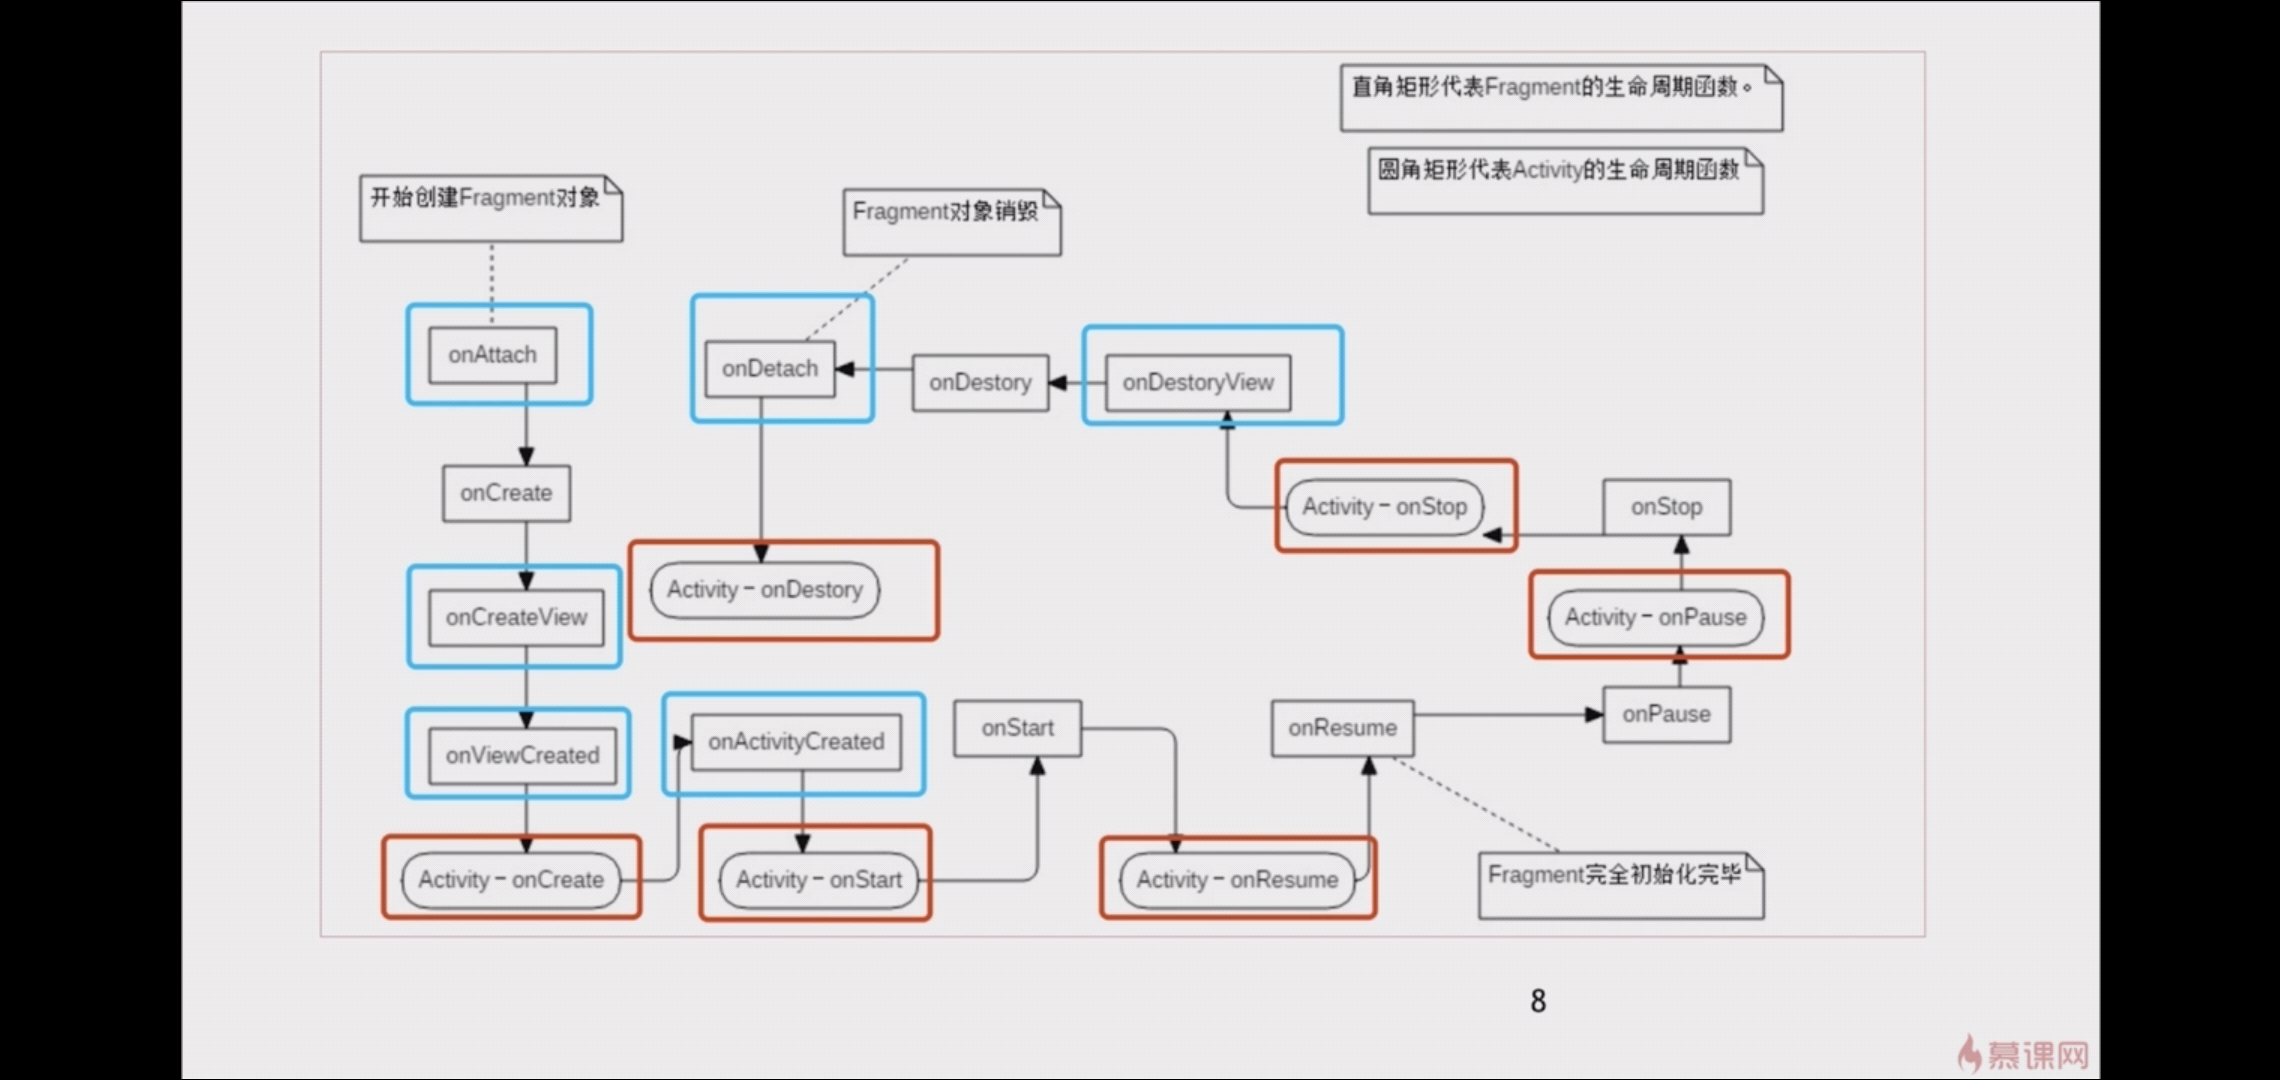 直角矩形代表Fragment的生命周期函数。
圆角矩形代表Activity的生命周期函数
开始创建Fragment对象
Fragment对象销毁
onAttach
onDetach
onDestory
onDestoryView
onCreate
Activity - onStop
onStop
Activity - onDestory
onCreateView
Activity - onPause
onViewCreated
onActivityCreated
onStart
onResume
onPause
Activity - onCreate
Activity - onStart
Activity - onResume
Fragment完全初始化完毕
8
慕课网